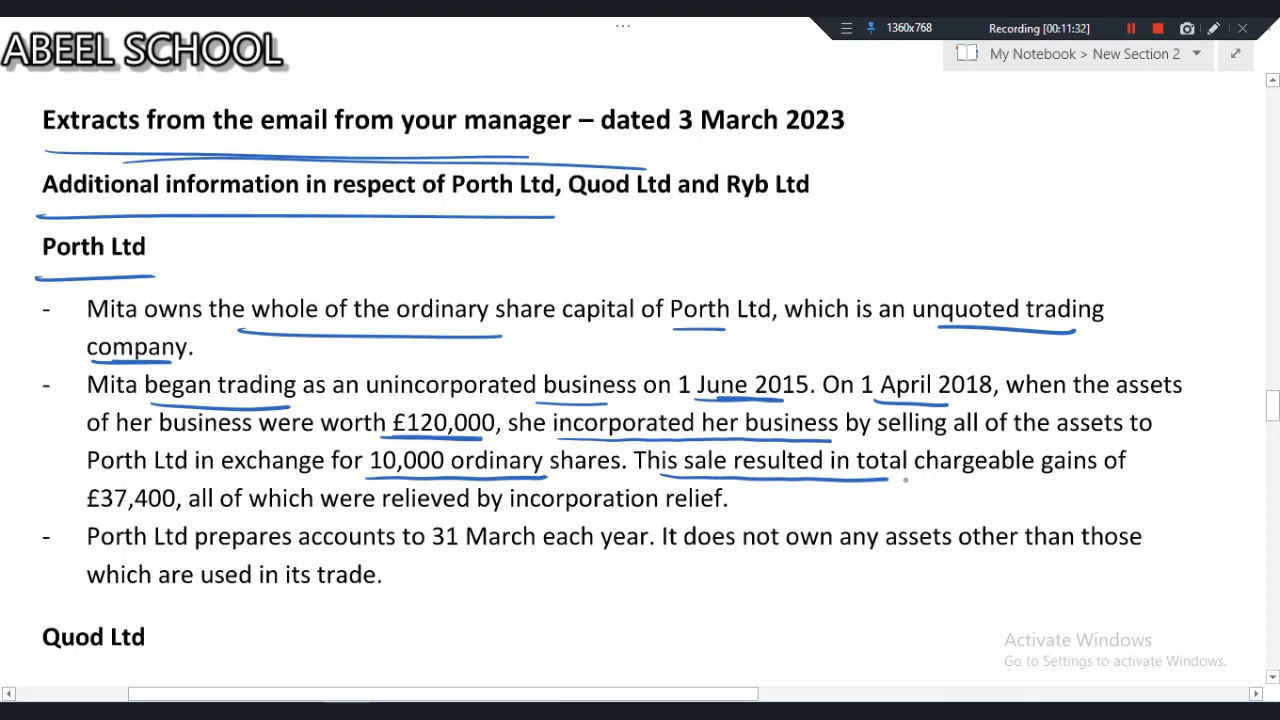 1360x768
Recording [00:11:32]
ABEEL SCHOOL
My Notebook > New Section 2
Extracts from the email from your manager – dated 3 March 2023
Additional information in respect of Porth Ltd, Quod Ltd and Ryb Ltd
Porth Ltd
- Mita owns the whole of the ordinary share capital of Porth Ltd, which is an unquoted trading
company.
- Mita began trading as an unincorporated business on 1 June 2015. On 1 April 2018, when the assets
of her business were worth £120,000, she incorporated her business by selling all of the assets to
Porth Ltd in exchange for 10,000 ordinary shares. This sale resulted in total chargeable gains of
£37,400, all of which were relieved by incorporation relief.
- Porth Ltd prepares accounts to 31 March each year. It does not own any assets other than those
which are used in its trade.
Quod Ltd
Activate Windows
Go to Settings to activate Windows.